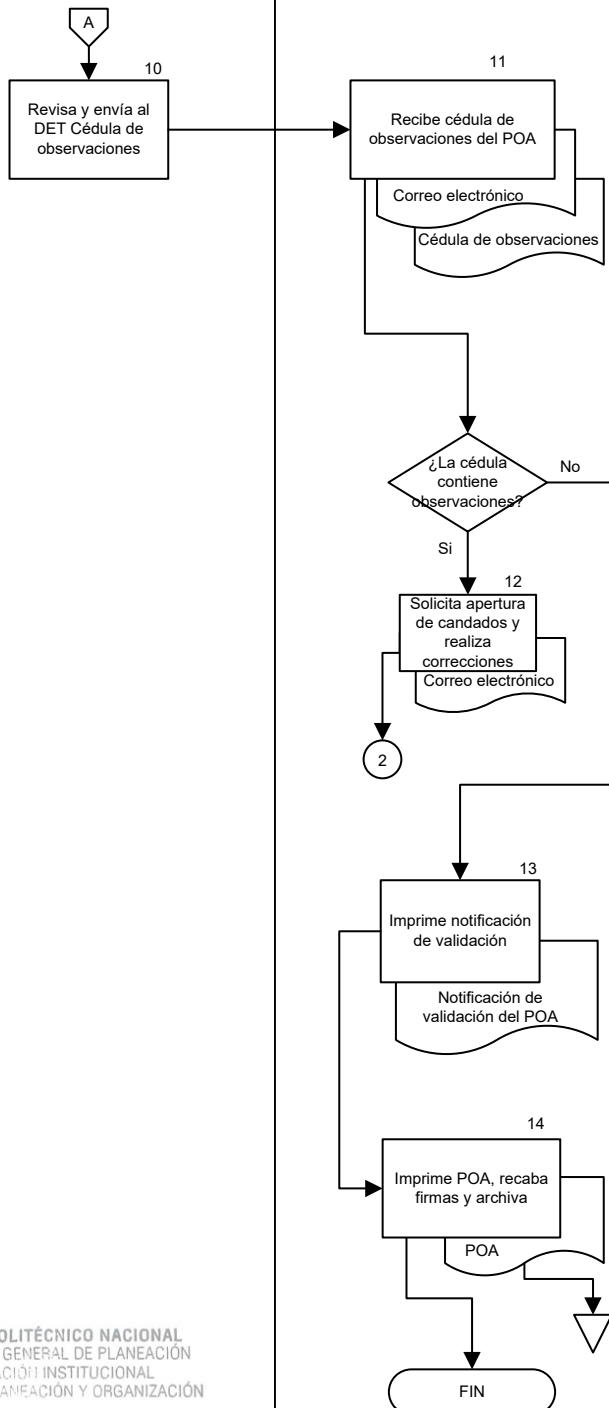 A
10
Revisa y envía al
DET Cédula de
observaciones
11
Recibe cédula de
observaciones del POA
Correo electrónico
Cédula de observaciones
¿La cédula
contiene
observaciones?
No
Si
12
Solicita apertura
de candados y
realiza
correcciones
Correo electrónico
2
13
Imprime notificación
de validación
Notificación de
validación del POA
14
Imprime POA, recaba
firmas y archiva
POA
FIN
OLITÉCNICO NACIONAL
GENERAL DE PLANEACIÓN
ACIÓN INSTITUCIONAL
ANEACIÓN Y ORGANIZACIÓN